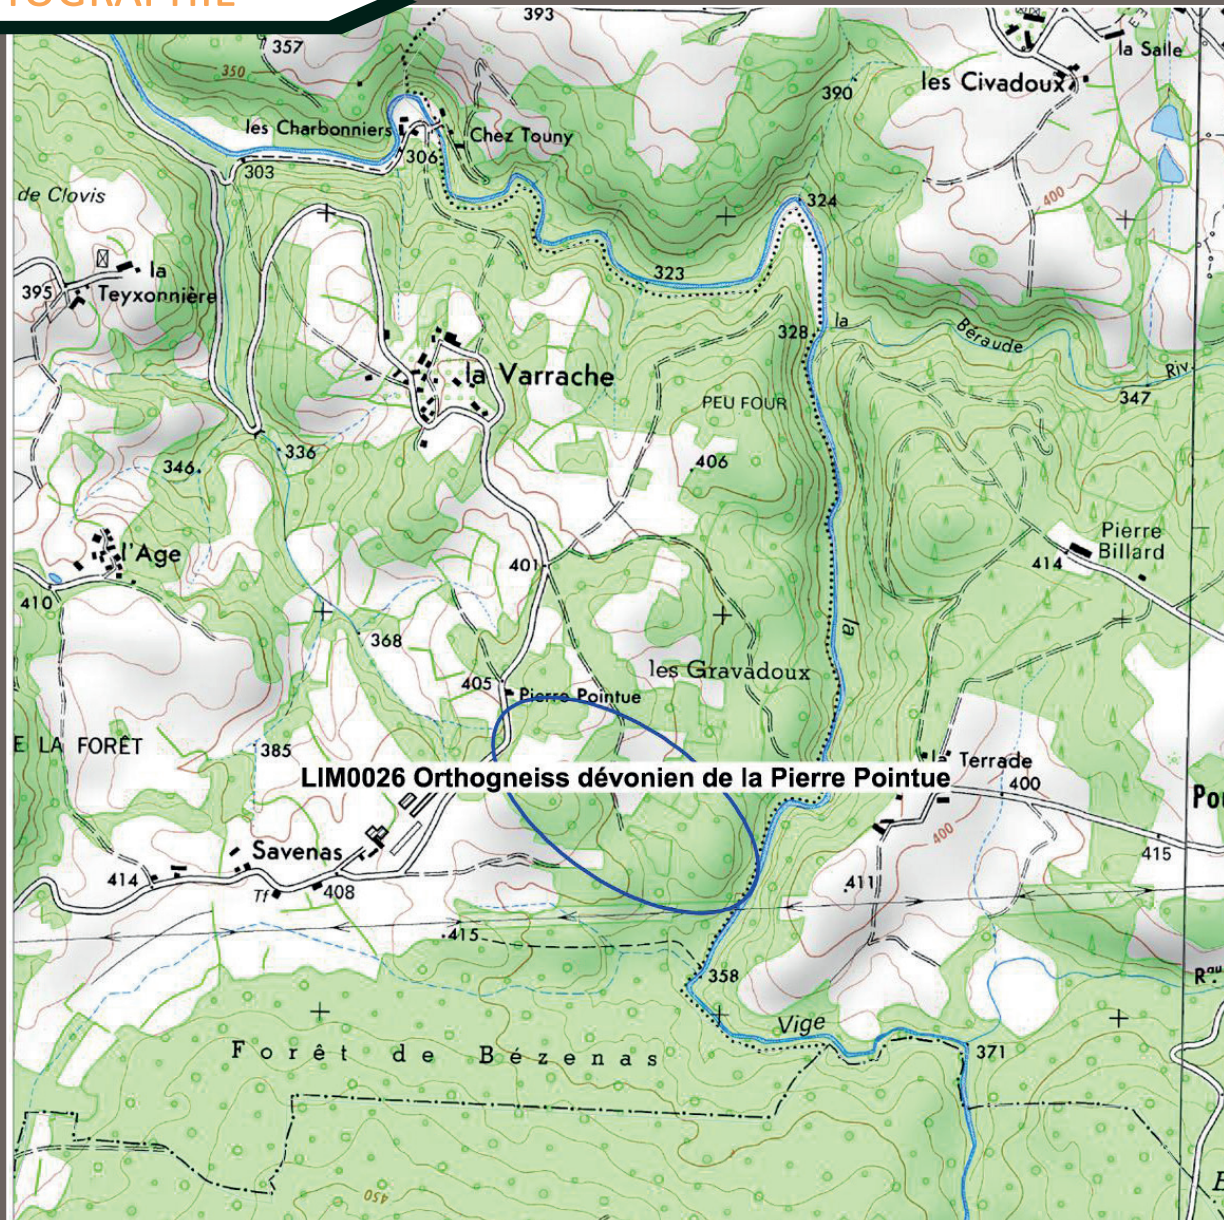 393
357
la Salle
350
les Civadoux
390
les Charbonniers
Chez Touny
306
303
de Clovis
324
400
la
Teyxonnière
395
323
328
la
Béraude
Riv.
347
la Varrache
PEU FOUR
406
336
346
Pierre
Billard
414
l'Age
401
410
la
368
les Gravadoux
405
Pierre Pointue
E LA FORÊT
385
la Terrade
LIM0026 Orthogneiss dévonien de la Pierre Pointue
400
Pou
400
Savenas
415
414
Tf
408
411
415
358
Rau.
Vige
371
Forêt de Bézenas
450